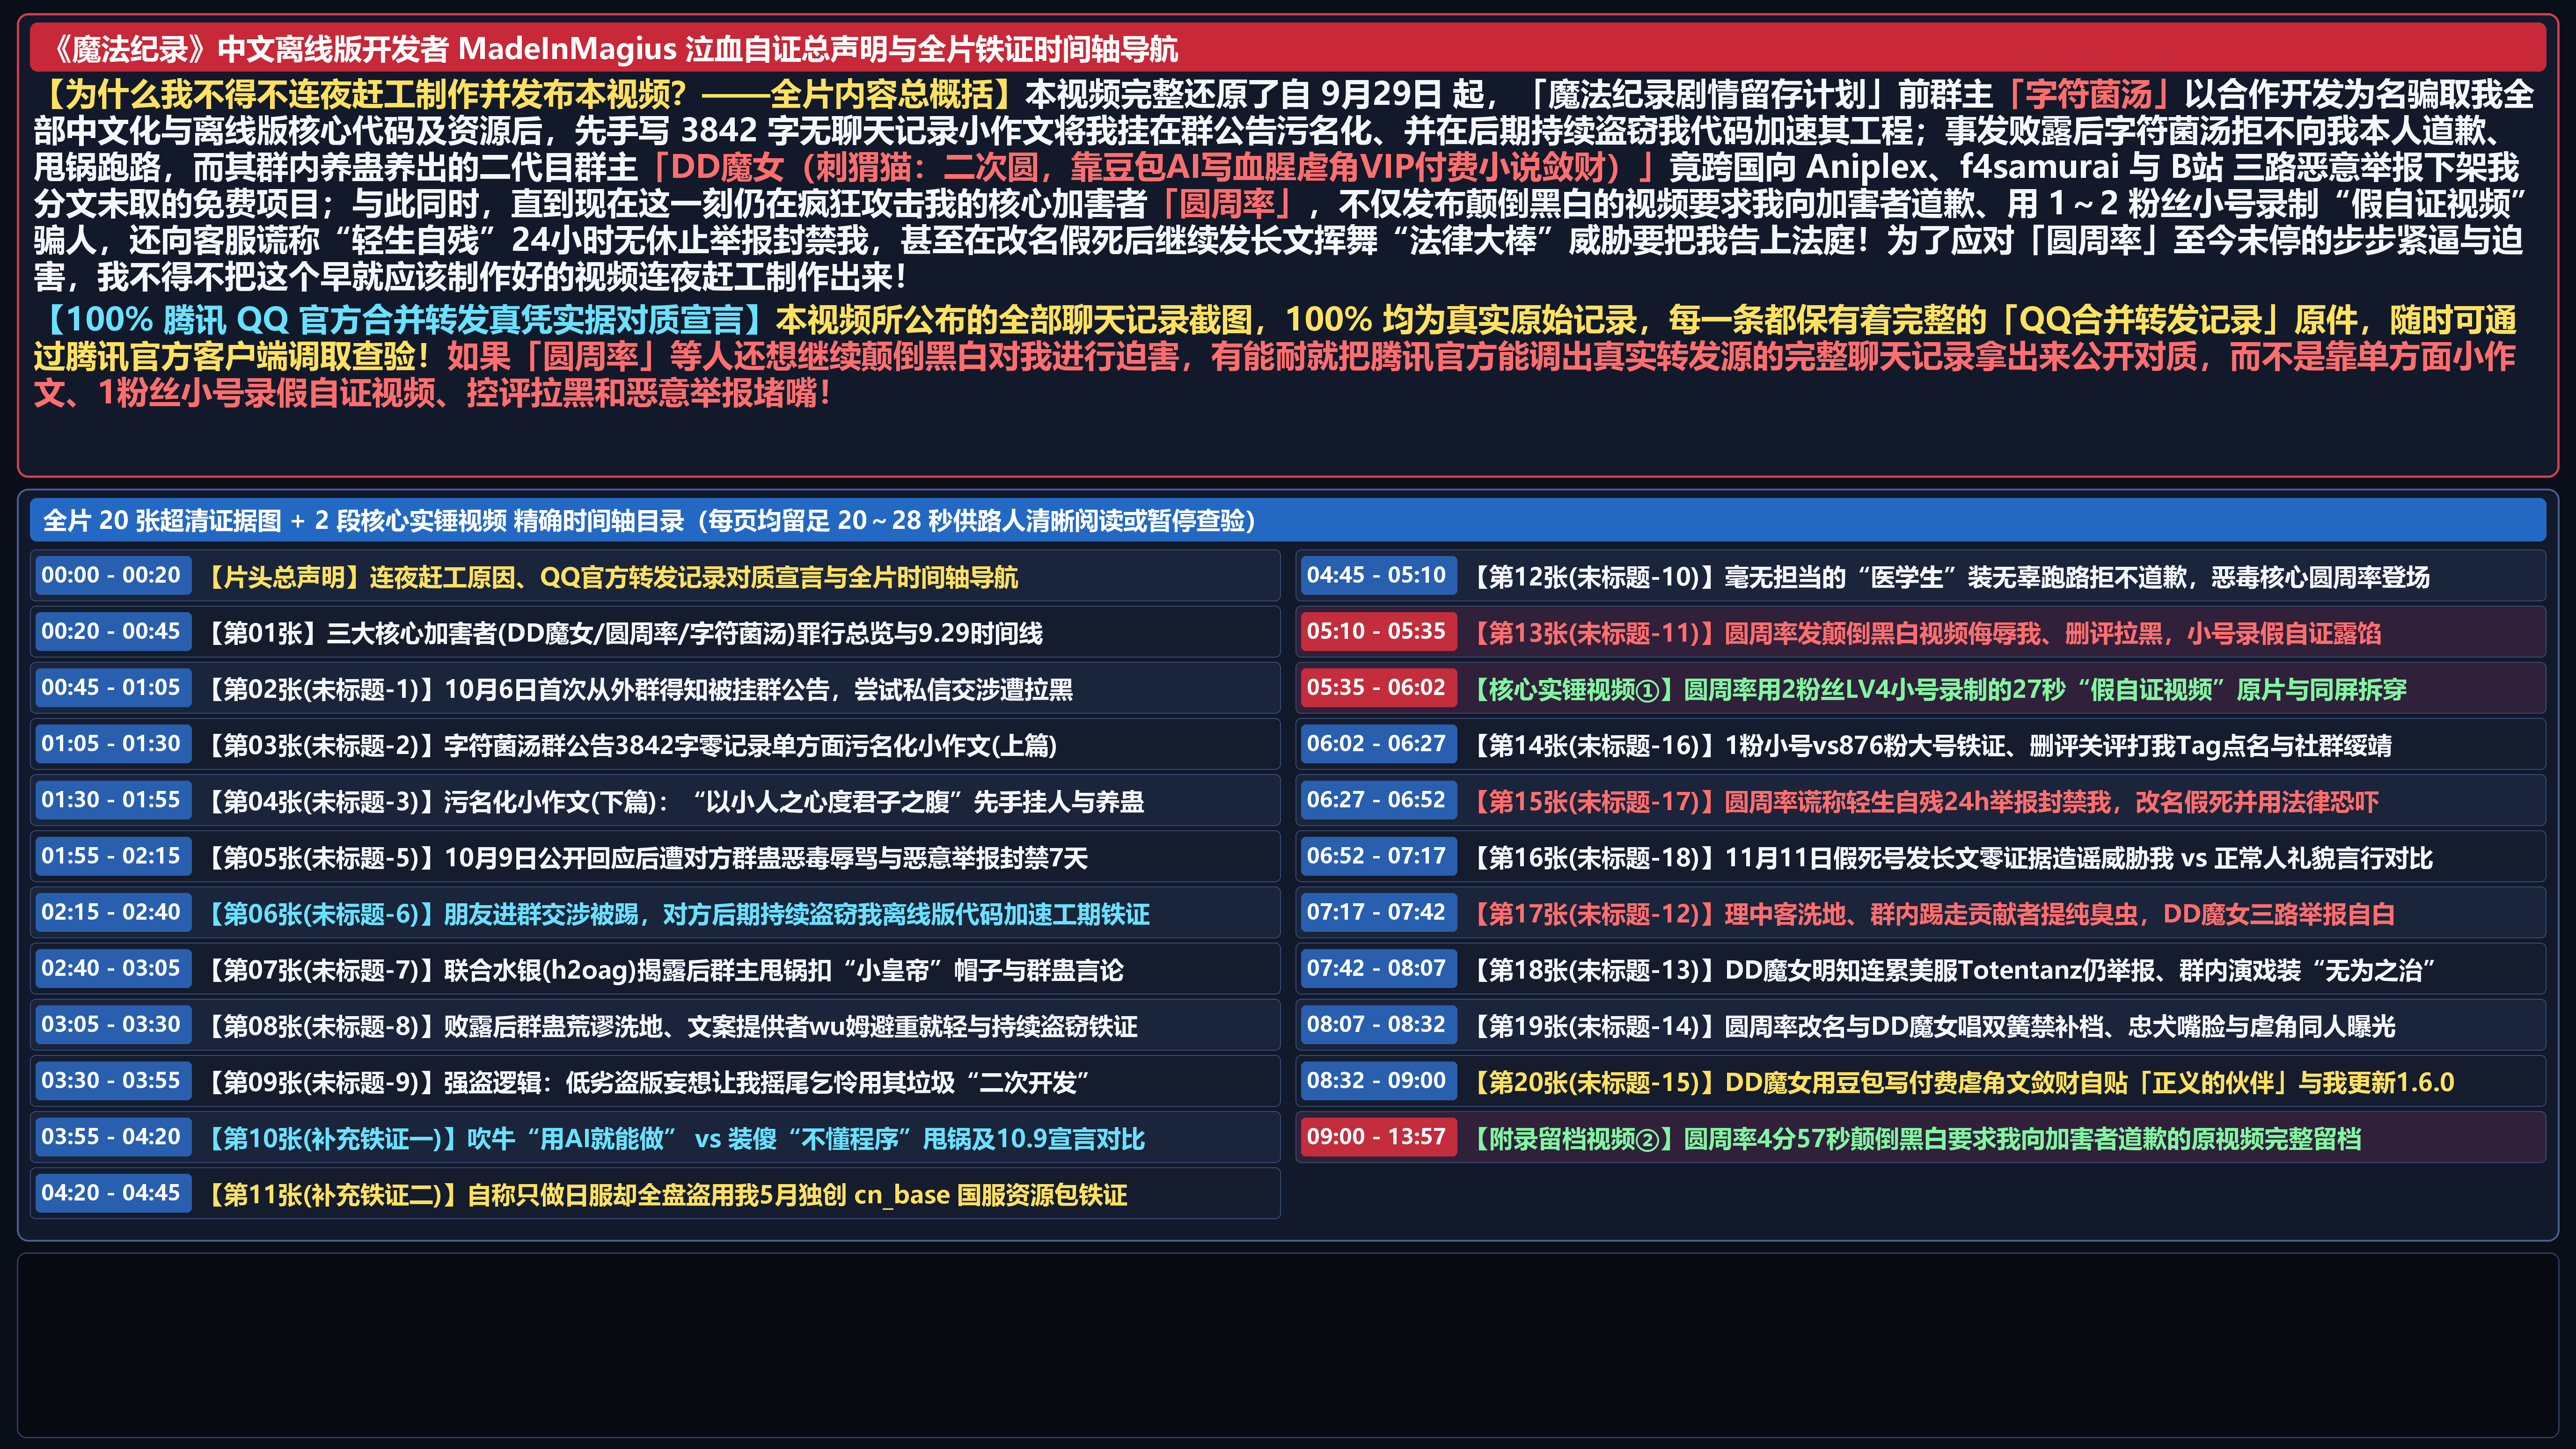 《魔法纪录》中文离线版开发者 MadeInMagius 泣血自证总声明与全片铁证时间轴导航
【为什么我不得不连夜赶工制作并发布本视频？——全片内容总概括】本视频完整还原了自 9月29日 起，「魔法纪录剧情留存计划」前群主「字符菌汤」以合作开发为名骗取我全
部中文化与离线版核心代码及资源后，先手写 3842 字无聊天记录小作文将我挂在群公告污名化、并在后期持续盗窃我代码加速其工程；事发败露后字符菌汤拒不向我本人道歉、
甩锅跑路，而其群内养蛊养出的二代目群主「DD魔女（刺猬猫：二次圆，靠豆包AI写血腥虐角VIP付费小说敛财）」竟跨国向 Aniplex、f4samurai 与 B站 三路恶意举报下架我
分文未取的免费项目；与此同时，直到现在这一刻仍在疯狂攻击我的核心加害者「圆周率」，不仅发布颠倒黑白的视频要求我向加害者道歉、用 1～2 粉丝小号录制“假自证视频”
骗人，还向客服谎称“轻生自残”24小时无休止举报封禁我，甚至在改名假死后继续发长文挥舞“法律大棒”威胁要把我告上法庭！为了应对「圆周率」至今未停的步步紧逼与迫
害，我不得不把这个早就应该制作好的视频连夜赶工制作出来！
【100% 腾讯 QQ 官方合并转发真凭实据对质宣言】本视频所公布的全部聊天记录截图，100% 均为真实原始记录，每一条都保有着完整的「QQ合并转发记录」原件，随时可通
过腾讯官方客户端调取查验！如果「圆周率」等人还想继续颠倒黑白对我进行迫害，有能耐就把腾讯官方能调出真实转发源的完整聊天记录拿出来公开对质，而不是靠单方面小作
文、1粉丝小号录假自证视频、控评拉黑和恶意举报堵嘴！
全片 20 张超清证据图 + 2 段核心实锤视频 精确时间轴目录（每页均留足 20～28 秒供路人清晰阅读或暂停查验）
00:00 - 00:20 【片头总声明】连夜赶工原因、QQ官方转发记录对质宣言与全片时间轴导航
00:20 - 00:45 【第01张】三大核心加害者(DD魔女/圆周率/字符菌汤)罪行总览与9.29时间线
00:45 - 01:05 【第02张(未标题-1)】10月6日首次从外群得知被挂群公告，尝试私信交涉遭拉黑
01:05 - 01:30 【第03张(未标题-2)】字符菌汤群公告3842字零记录单方面污名化小作文(上篇)
01:30 - 01:55 【第04张(未标题-3)】污名化小作文(下篇)：“以小人之心度君子之腹”先手挂人与养蛊
01:55 - 02:15 【第05张(未标题-5)】10月9日公开回应后遭对方群蛊恶毒辱骂与恶意举报封禁7天
02:15 - 02:40 【第06张(未标题-6)】朋友进群交涉被踢，对方后期持续盗窃我离线版代码加速工期铁证
02:40 - 03:05 【第07张(未标题-7)】联合水银(h2oag)揭露后群主甩锅扣“小皇帝”帽子与群蛊言论
03:05 - 03:30 【第08张(未标题-8)】败露后群蛊荒谬洗地、文案提供者wu姆避重就轻与持续盗窃铁证
03:30 - 03:55 【第09张(未标题-9)】强盗逻辑：低劣盗版妄想让我摇尾乞怜用其垃圾“二次开发”
03:55 - 04:20 【第10张(补充铁证一)】吹牛“用AI就能做” vs 装傻“不懂程序”甩锅及10.9宣言对比
04:20 - 04:45 【第11张(补充铁证二)】自称只做日服却全盘盗用我5月独创 cn_base 国服资源包铁证
04:45 - 05:10 【第12张(未标题-10)】毫无担当的“医学生”装无辜跑路拒不道歉，恶毒核心圆周率登场
05:10 - 05:35 【第13张(未标题-11)】圆周率发颠倒黑白视频侮辱我、删评拉黑，小号录假自证露馅
05:35 - 06:02 【核心实锤视频①】圆周率用2粉丝LV4小号录制的27秒“假自证视频”原片与同屏拆穿
06:02 - 06:27 【第14张(未标题-16)】1粉小号vs876粉大号铁证、删评关评打我Tag点名与社群绥靖
06:27 - 06:52 【第15张(未标题-17)】圆周率谎称轻生自残24h举报封禁我，改名假死并用法律恐吓
06:52 - 07:17 【第16张(未标题-18)】11月11日假死号发长文零证据造谣威胁我 vs 正常人礼貌言行对比
07:17 - 07:42 【第17张(未标题-12)】理中客洗地、群内踢走贡献者提纯臭虫，DD魔女三路举报自白
07:42 - 08:07 【第18张(未标题-13)】DD魔女明知连累美服Totentanz仍举报、群内演戏装“无为之治”
08:07 - 08:32 【第19张(未标题-14)】圆周率改名与DD魔女唱双簧禁补档、忠犬嘴脸与虐角同人曝光
08:32 - 09:00 【第20张(未标题-15)】DD魔女用豆包写付费虐角文敛财自贴「正义的伙伴」与我更新1.6.0
09:00 - 13:57 【附录留档视频②】圆周率4分57秒颠倒黑白要求我向加害者道歉的原视频完整留档